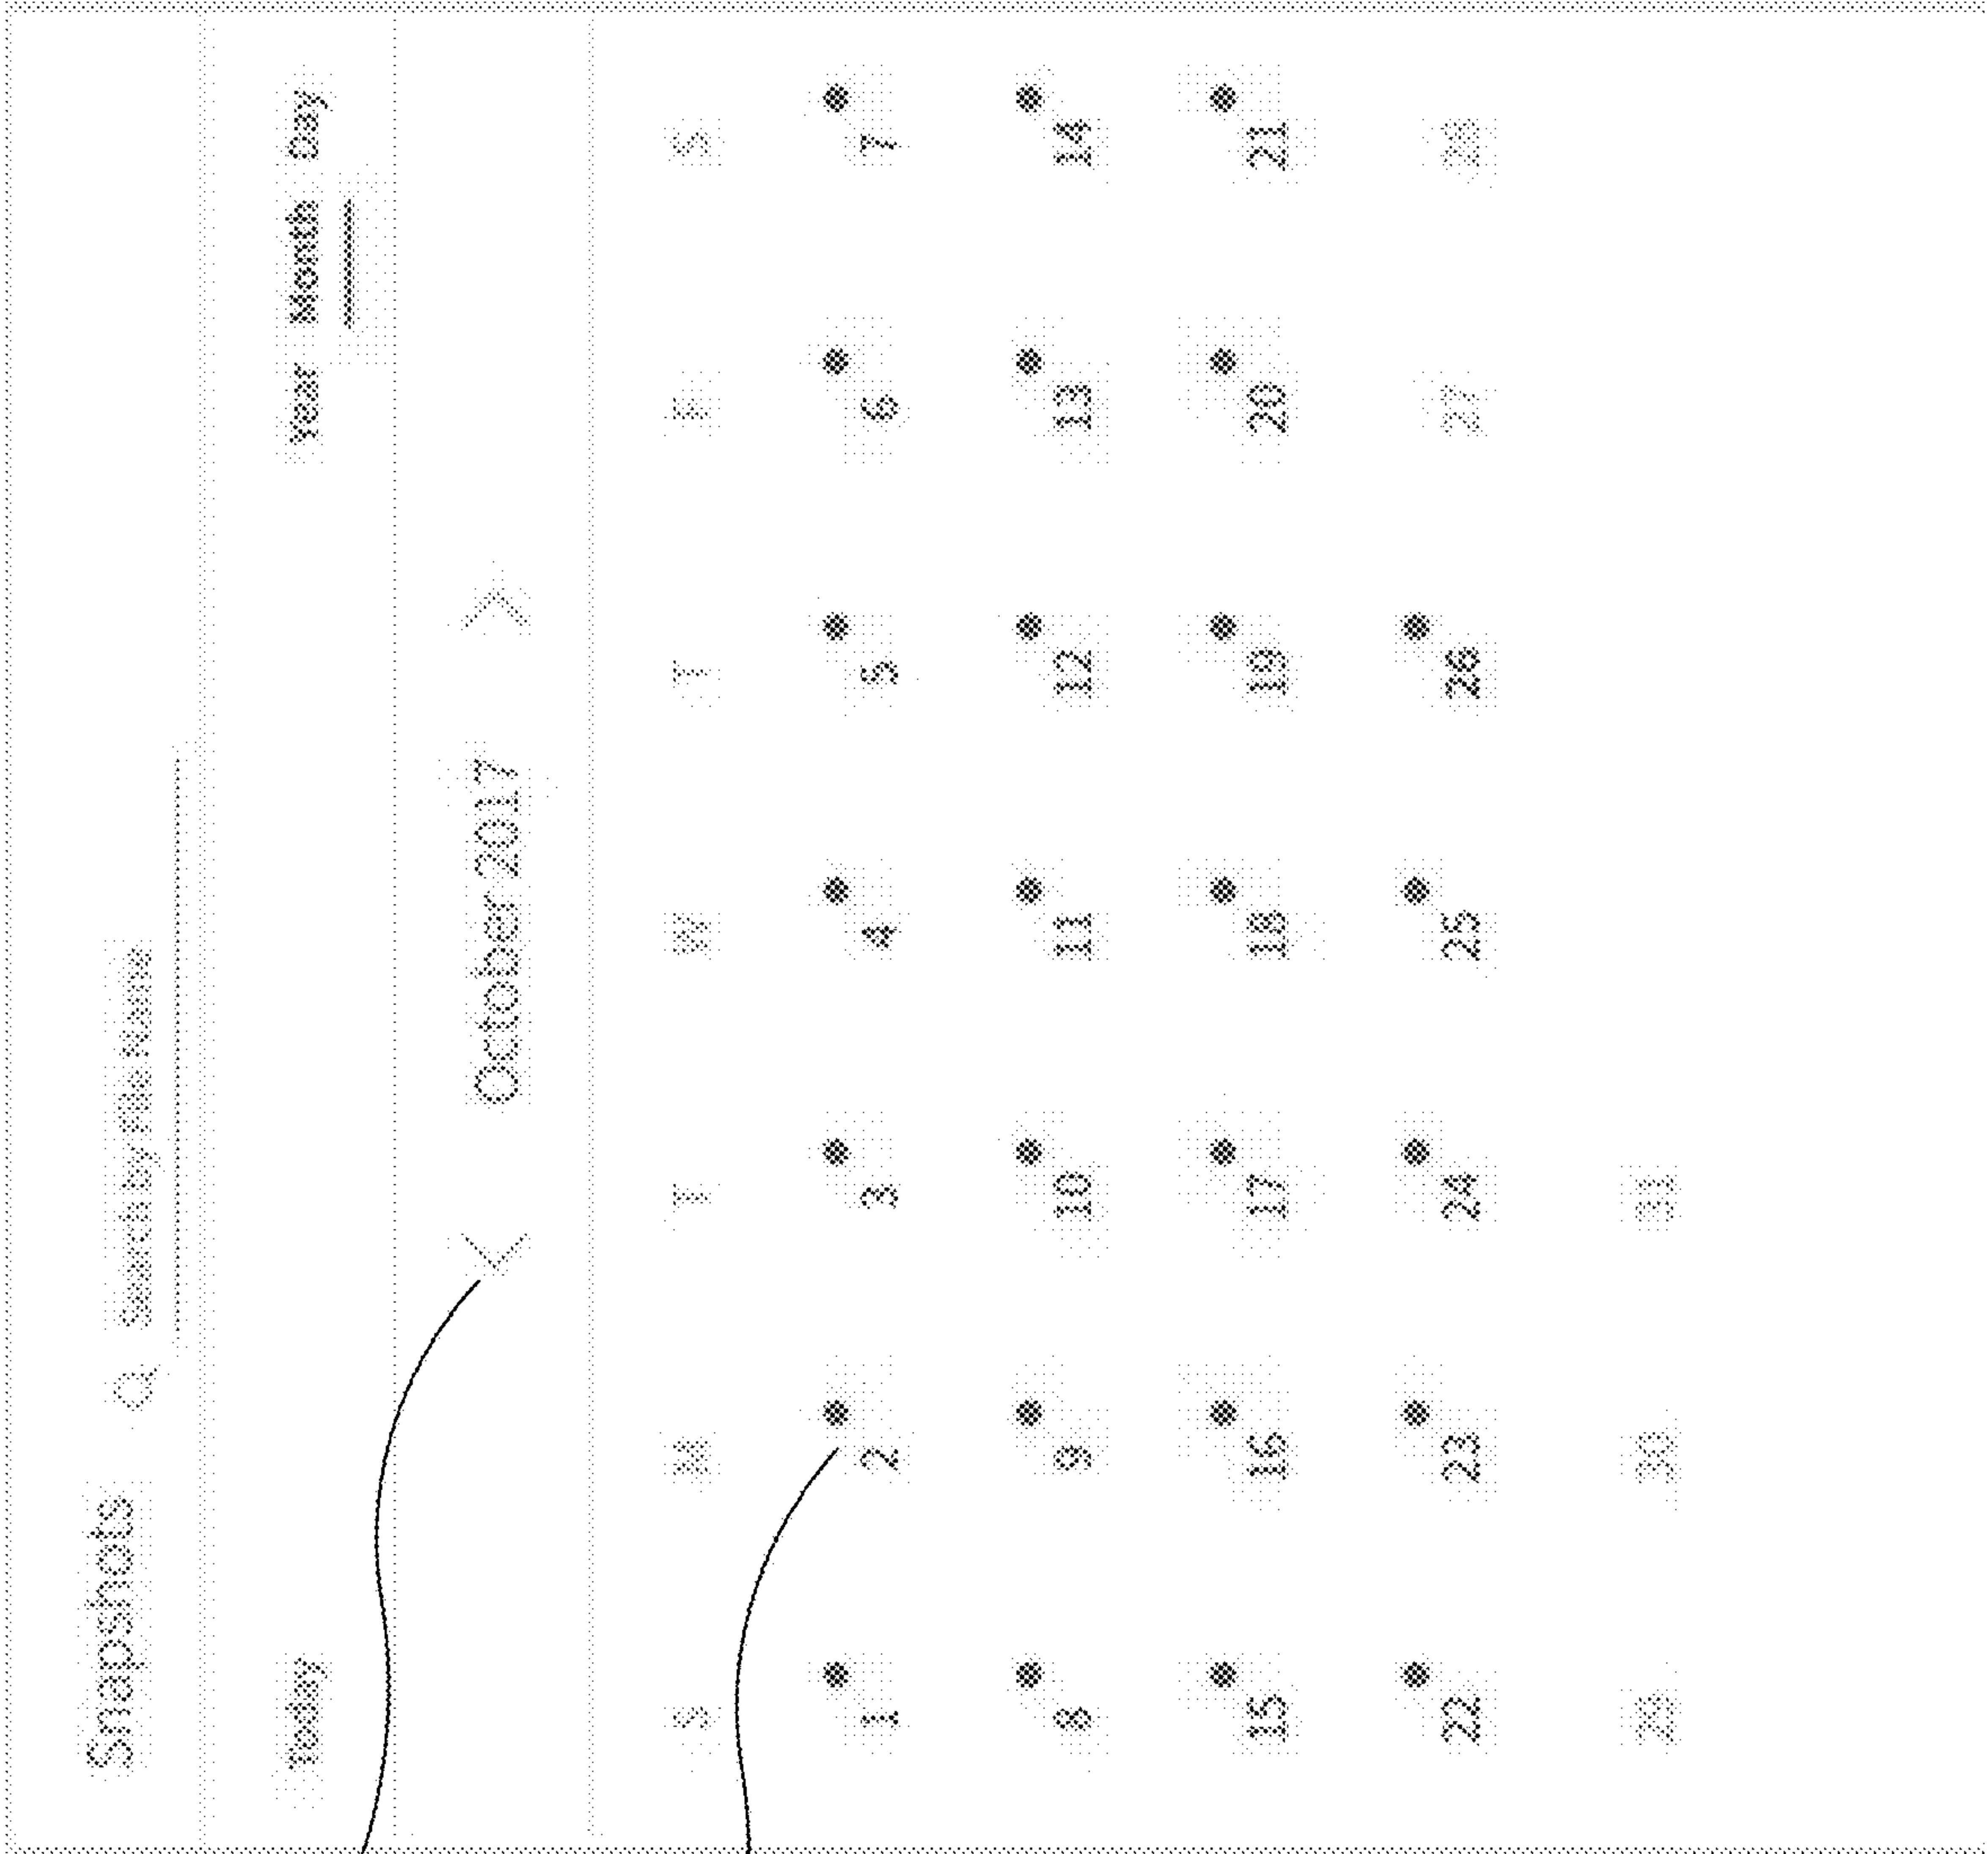 Snapshots Search by file name
Today Year Month Day
October 2017
S M T W T F S
1 2 3 4 5 6 7
8 9 10 11 12 13 14
15 16 17 18 19 20 21
22 23 24 25 26 27 28
29 30 31